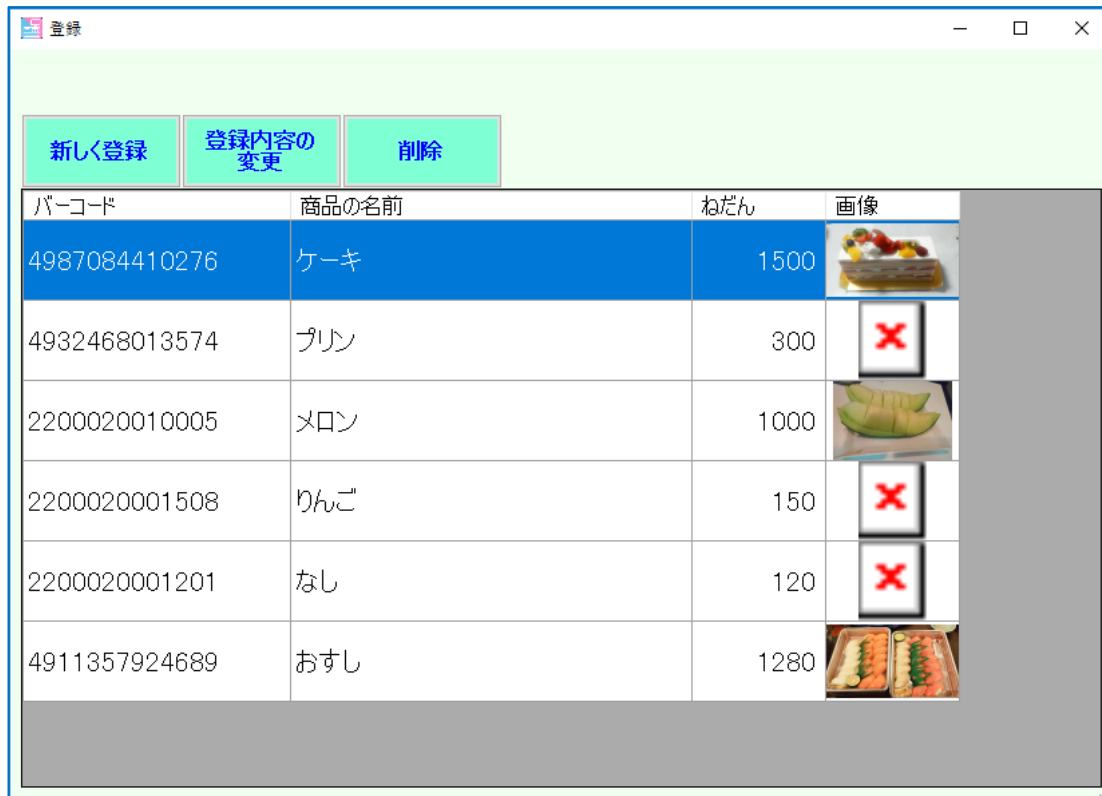 登録
新しく登録
登録内容の
変更
削除
バーコード 商品の名前 ねだん 画像
4987084410276 ケーキ 1500
4932468013574 プリン 300
2200020010005 メロン 1000
2200020001508 りんご 150
2200020001201 なし 120
4911357924689 おすし 1280